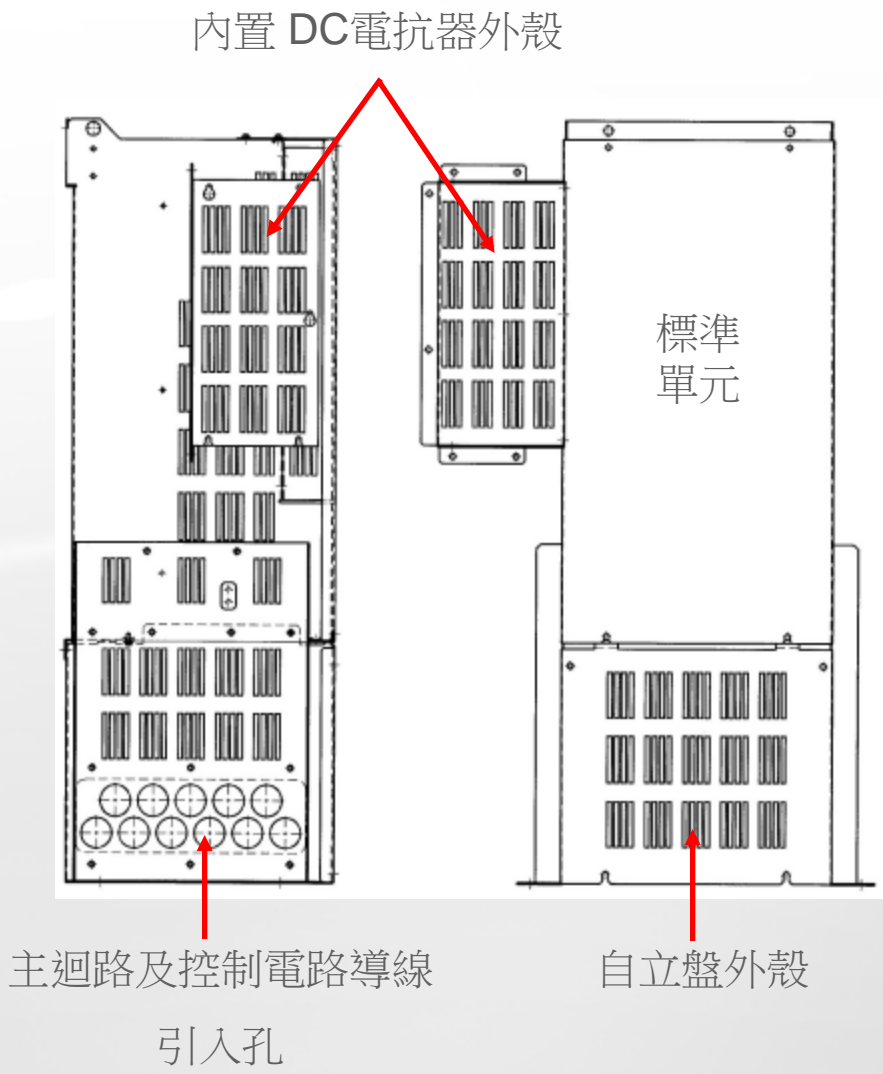 內置 DC電抗器外殼
標準
單元
主迴路及控制電路導線
引入孔
自立盤外殼